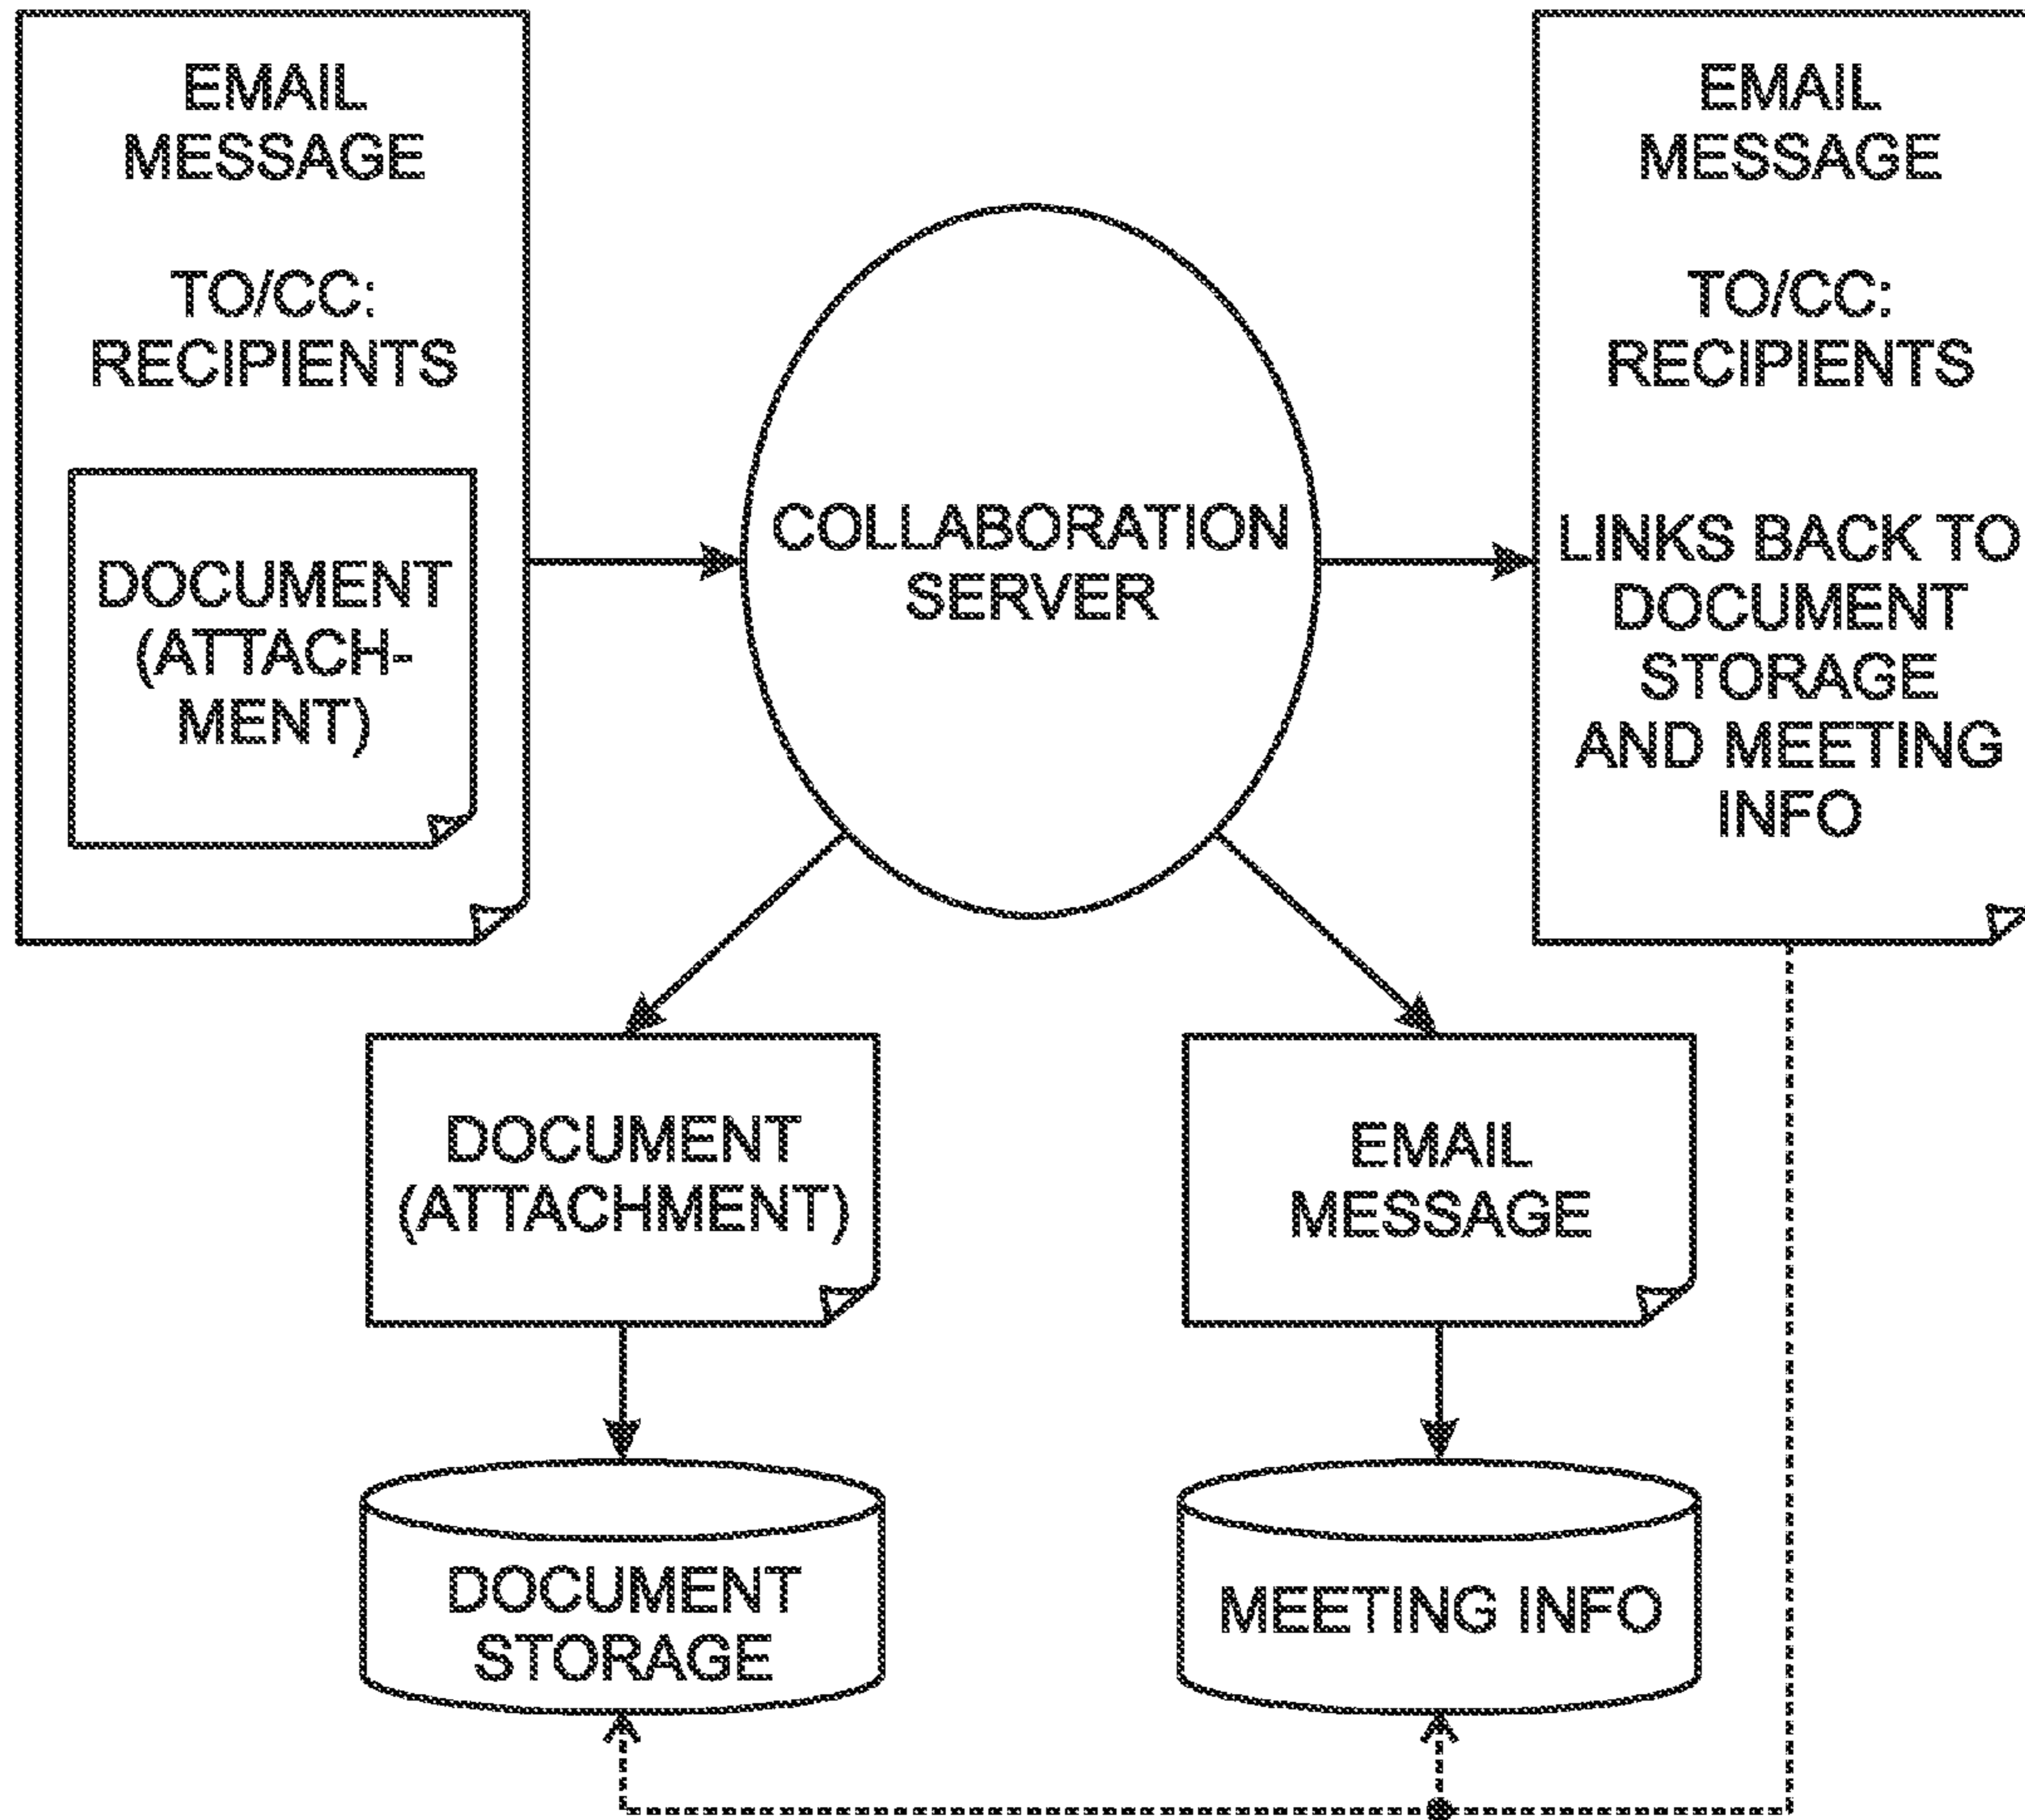 EMAIL
MESSAGE
TO/CC:
RECIPIENTS
DOCUMENT
(ATTACH-
MENT)
COLLABORATION
SERVER
EMAIL
MESSAGE
TO/CC:
RECIPIENTS
LINKS BACK TO
DOCUMENT
STORAGE
AND MEETING
INFO
DOCUMENT
(ATTACHMENT)
EMAIL
MESSAGE
DOCUMENT
STORAGE
MEETING INFO